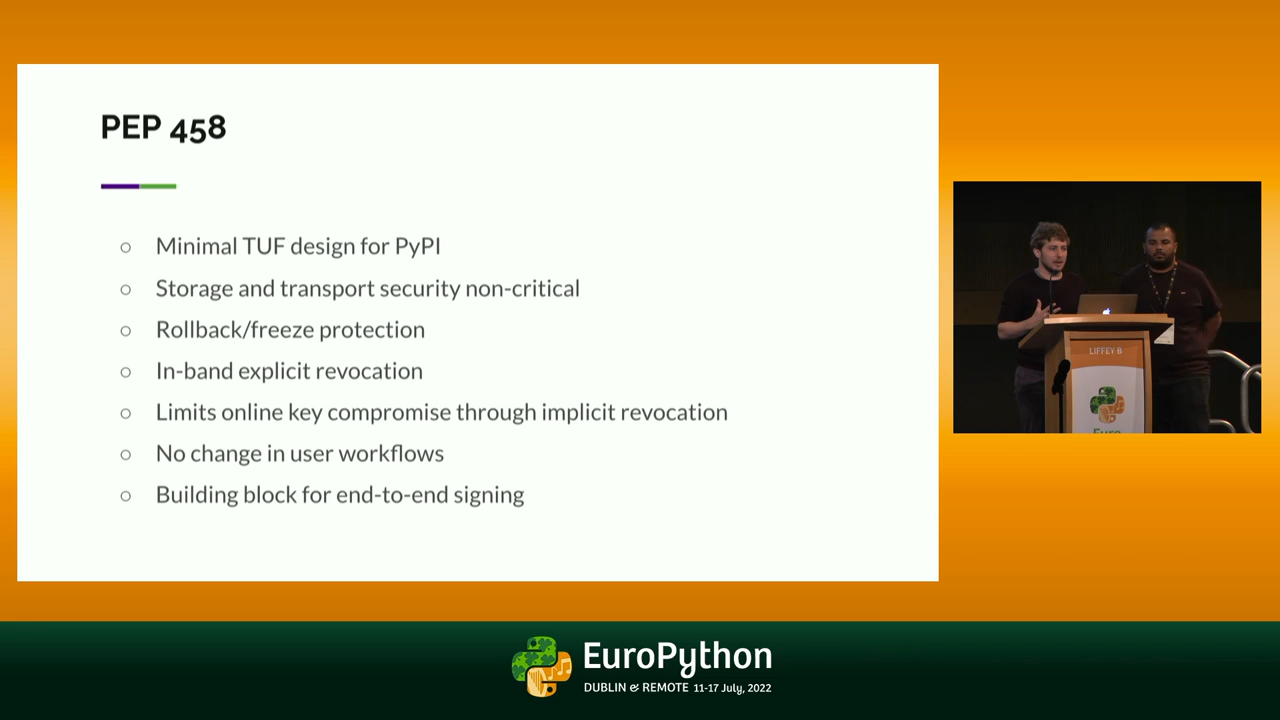 PEP 458
Minimal TUF design for PyPI
Storage and transport security non-critical
Rollback/freeze protection
In-band explicit revocation
Limits online key compromise through implicit revocation
No change in user workflows
Building block for end-to-end signing
LIFFEY B
Euro
EuroPython
DUBLIN & REMOTE 11-17 July, 2022